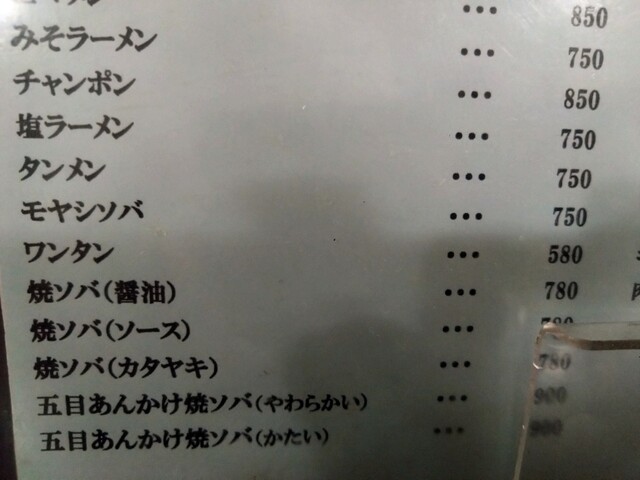 … 850
みそラーメン … 750
チャンポン … 850
塩ラーメン … 750
タンメン … 750
モヤシソバ … 750
ワンタン … 580
焼ソバ（醤油） … 780
焼ソバ（ソース） … 780
焼ソバ（カタヤキ） … 780
五目あんかけ焼ソバ（やわらかい） … 900
五目あんかけ焼ソバ（かたい） … 900